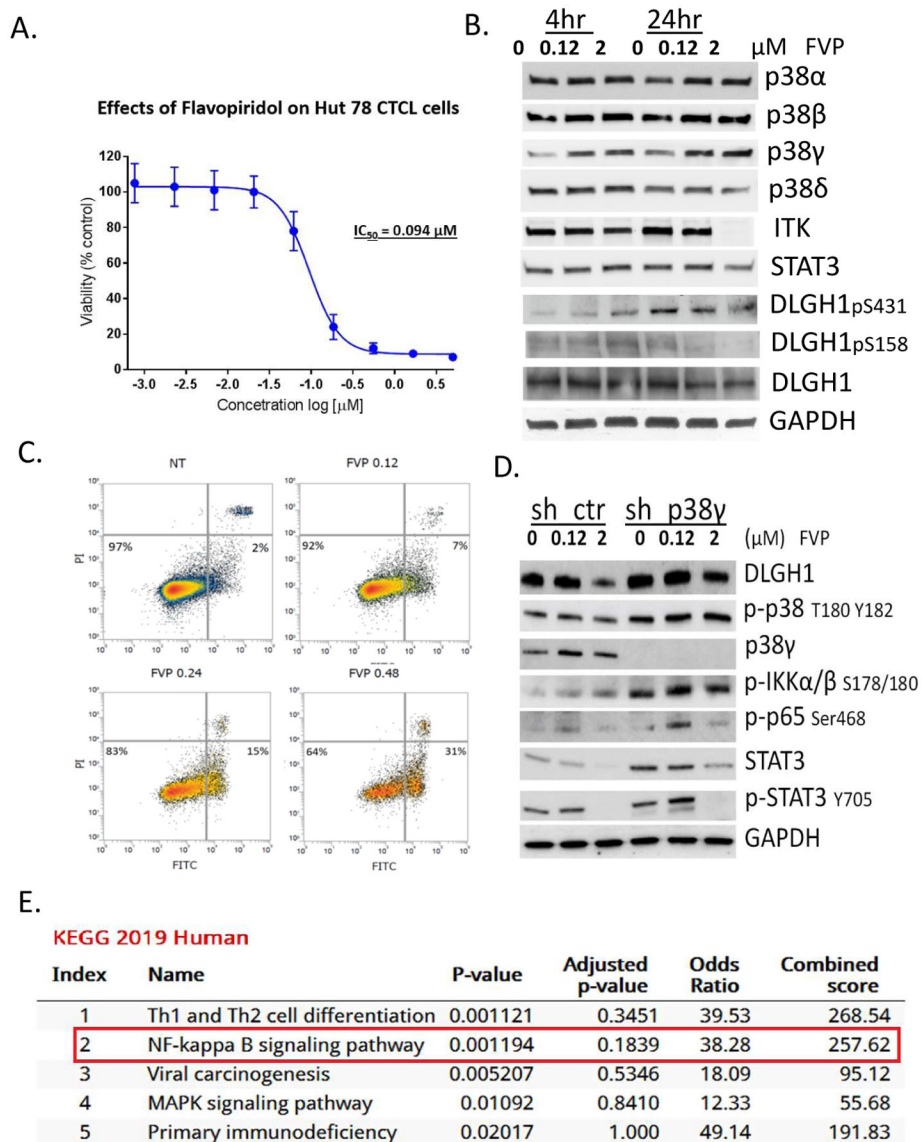 A.
Effects of Flavopiridol on Hut 78 CTCL cells
Viability (% control)
120
100
80
60
40
20
0
IC50 = 0.094 µM
-3.0 -2.5 -2.0 -1.5 -1.0 -0.5 0.0 0.5
Concetration log [µM]
B.
4hr 24hr
0 0.12 2 0 0.12 2 µM FVP
p38α
p38β
p38γ
p38δ
ITK
STAT3
DLGH1pS431
DLGH1pS158
DLGH1
GAPDH
C.
NT
97% 2%
PI
FVP 0.12
92% 7%
FVP 0.24
83% 15%
PI
FITC
FVP 0.48
64% 31%
FITC
D.
sh ctr sh p38γ
0 0.12 2 0 0.12 2 (µM) FVP
DLGH1
p-p38 T180 Y182
p38γ
p-IKKα/β S178/180
p-p65 Ser468
STAT3
p-STAT3 Y705
GAPDH
E.
KEGG 2019 Human
Index Name P-value Adjusted p-value Odds Ratio Combined score
1 Th1 and Th2 cell differentiation 0.001121 0.3451 39.53 268.54
2 NF-kappa B signaling pathway 0.001194 0.1839 38.28 257.62
3 Viral carcinogenesis 0.005207 0.5346 18.09 95.12
4 MAPK signaling pathway 0.01092 0.8410 12.33 55.68
5 Primary immunodeficiency 0.02017 1.000 49.14 191.83